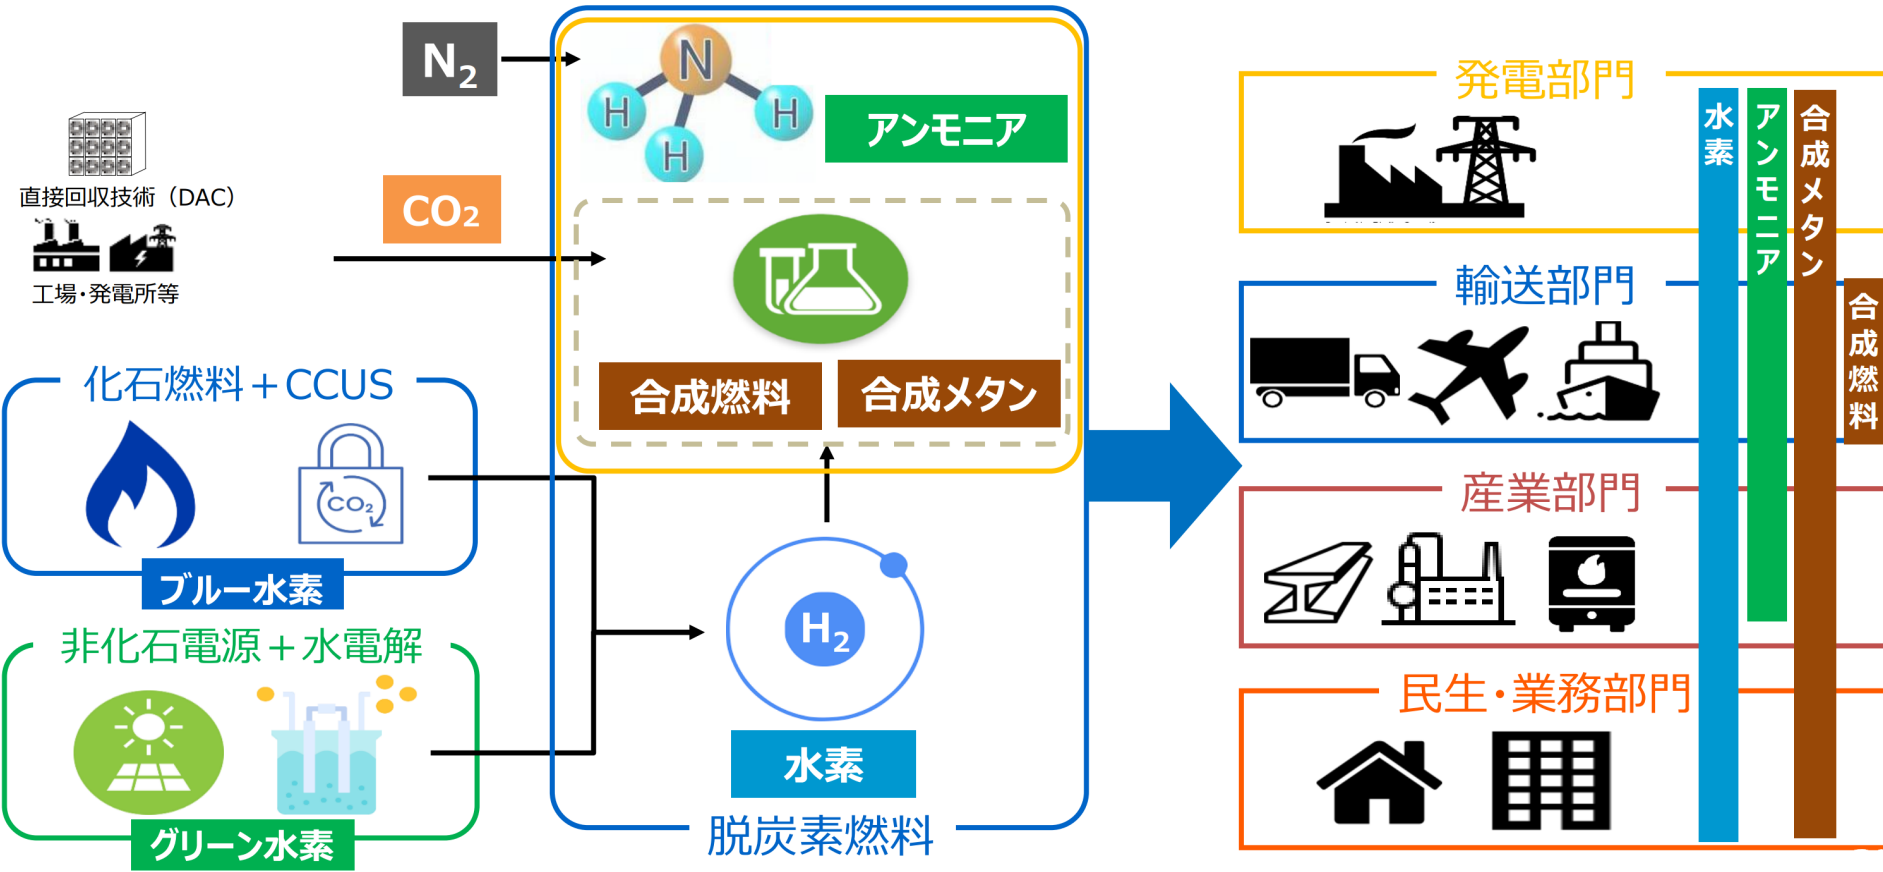 N₂
N
H
H
H
アンモニア
直接回収技術（DAC）
工場・発電所等
CO₂
合成燃料
合成メタン
化石燃料＋CCUS
CO₂
ブルー水素
非化石電源＋水電解
グリーン水素
H₂
水素
脱炭素燃料
発電部門
輸送部門
産業部門
民生・業務部門
水素
アンモニア
合成メタン
合成燃料